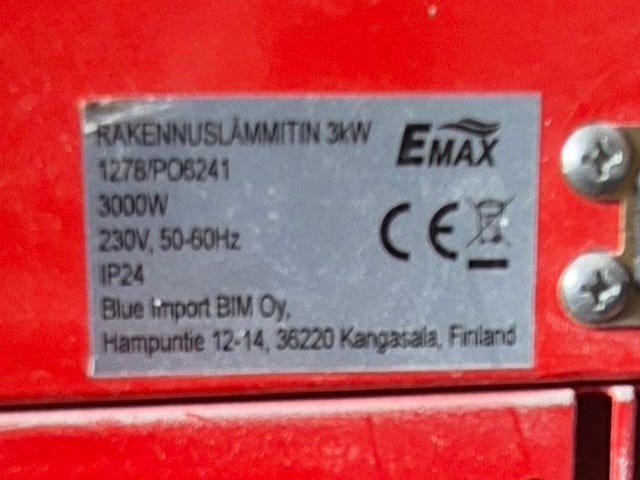 RAKENNUSLÄMMITIN 3kW
EMAX
1278/PO6241
3000W
230V, 50-60Hz
CE
IP24
Blue Import BIM Oy,
Hampuntie 12-14, 36220 Kangasala, Finland